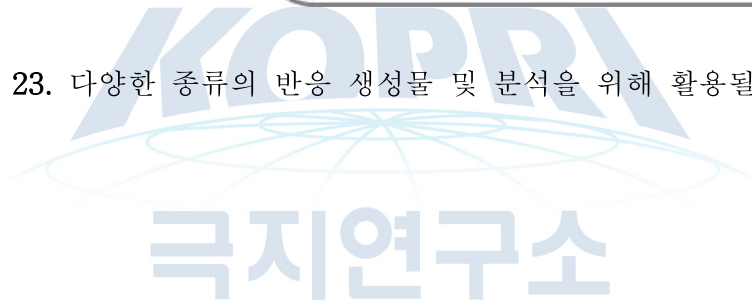 KOPRI
23. 다양한 종류의 반응 생성물 및 분석을 위해 활용될
극지연구소